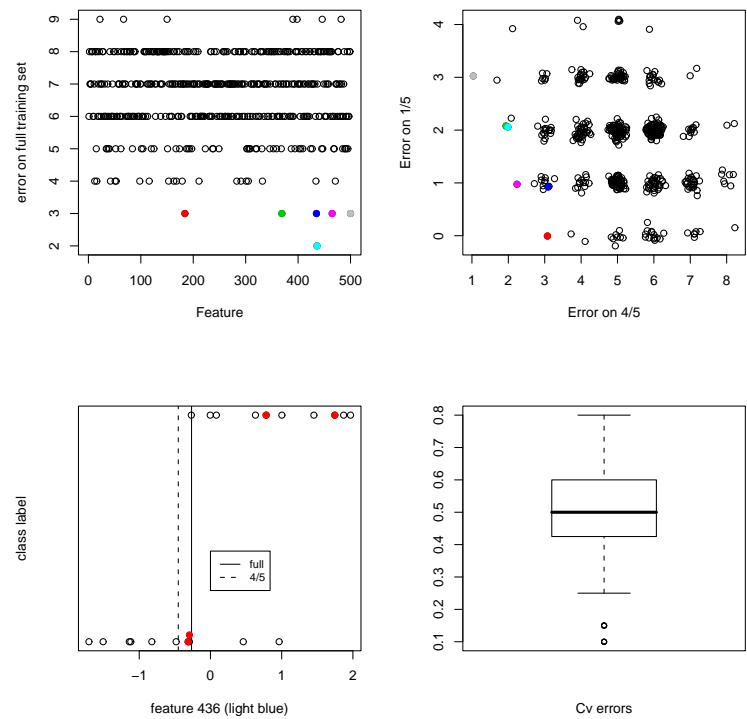 error on full training set
9
8
7
6
5
4
3
2
0 100 200 300 400 500
Feature
Error on 1/5
4
3
2
1
0
1 2 3 4 5 6 7 8
Error on 4/5
class label
full
4/5
−1 0 1 2
feature 436 (light blue)
0.8
0.7
0.6
0.5
0.4
0.3
0.2
0.1
Cv errors